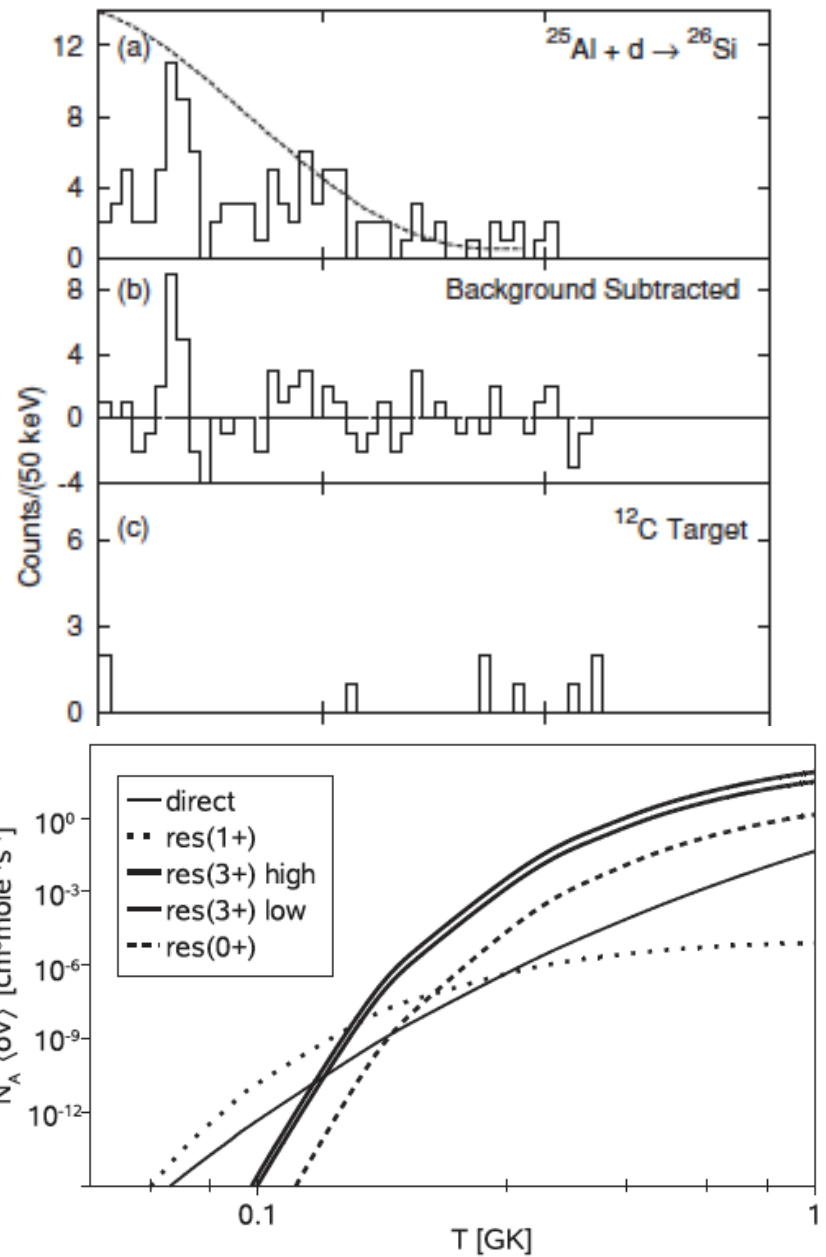 12
(a)
²⁵Al + d → ²⁶Si
8
4
0
8
(b)
Background Subtracted
4
0
-4
Counts/(50 keV)
(c)
¹²C Target
6
3
0
direct
res(1+)
res(3+) high
res(3+) low
res(0+)
10⁰
10⁻³
10⁻⁶
10⁻⁹
10⁻¹²
0.1
1
T [GK]